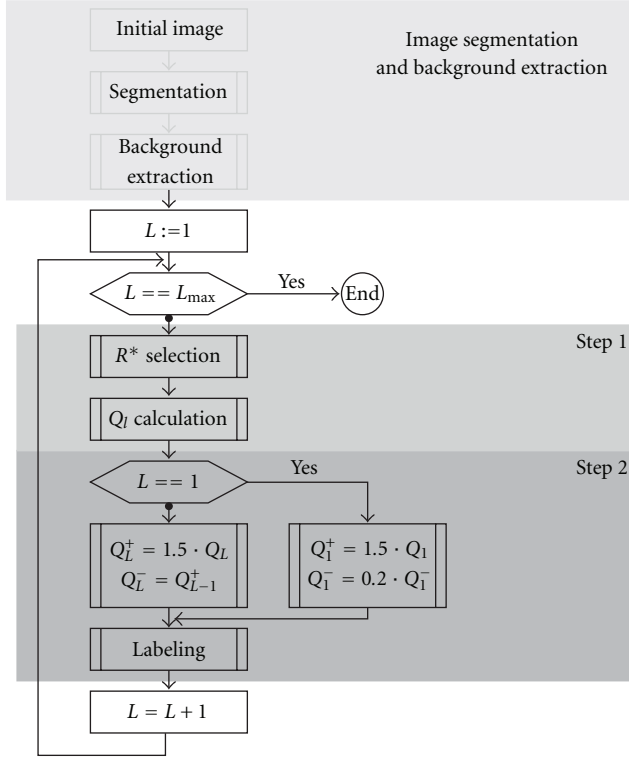 Initial image
Image segmentation
and background extraction
Segmentation
Background
extraction
L :=1
L == L_max
Yes
End
Step 1
R* selection
Q_l calculation
Step 2
L == 1
Yes
Q_L^+ = 1.5 · Q_L
Q_L^- = Q_{L-1}^+
Q_1^+ = 1.5 · Q_1
Q_1^- = 0.2 · Q_1^-
Labeling
L = L + 1